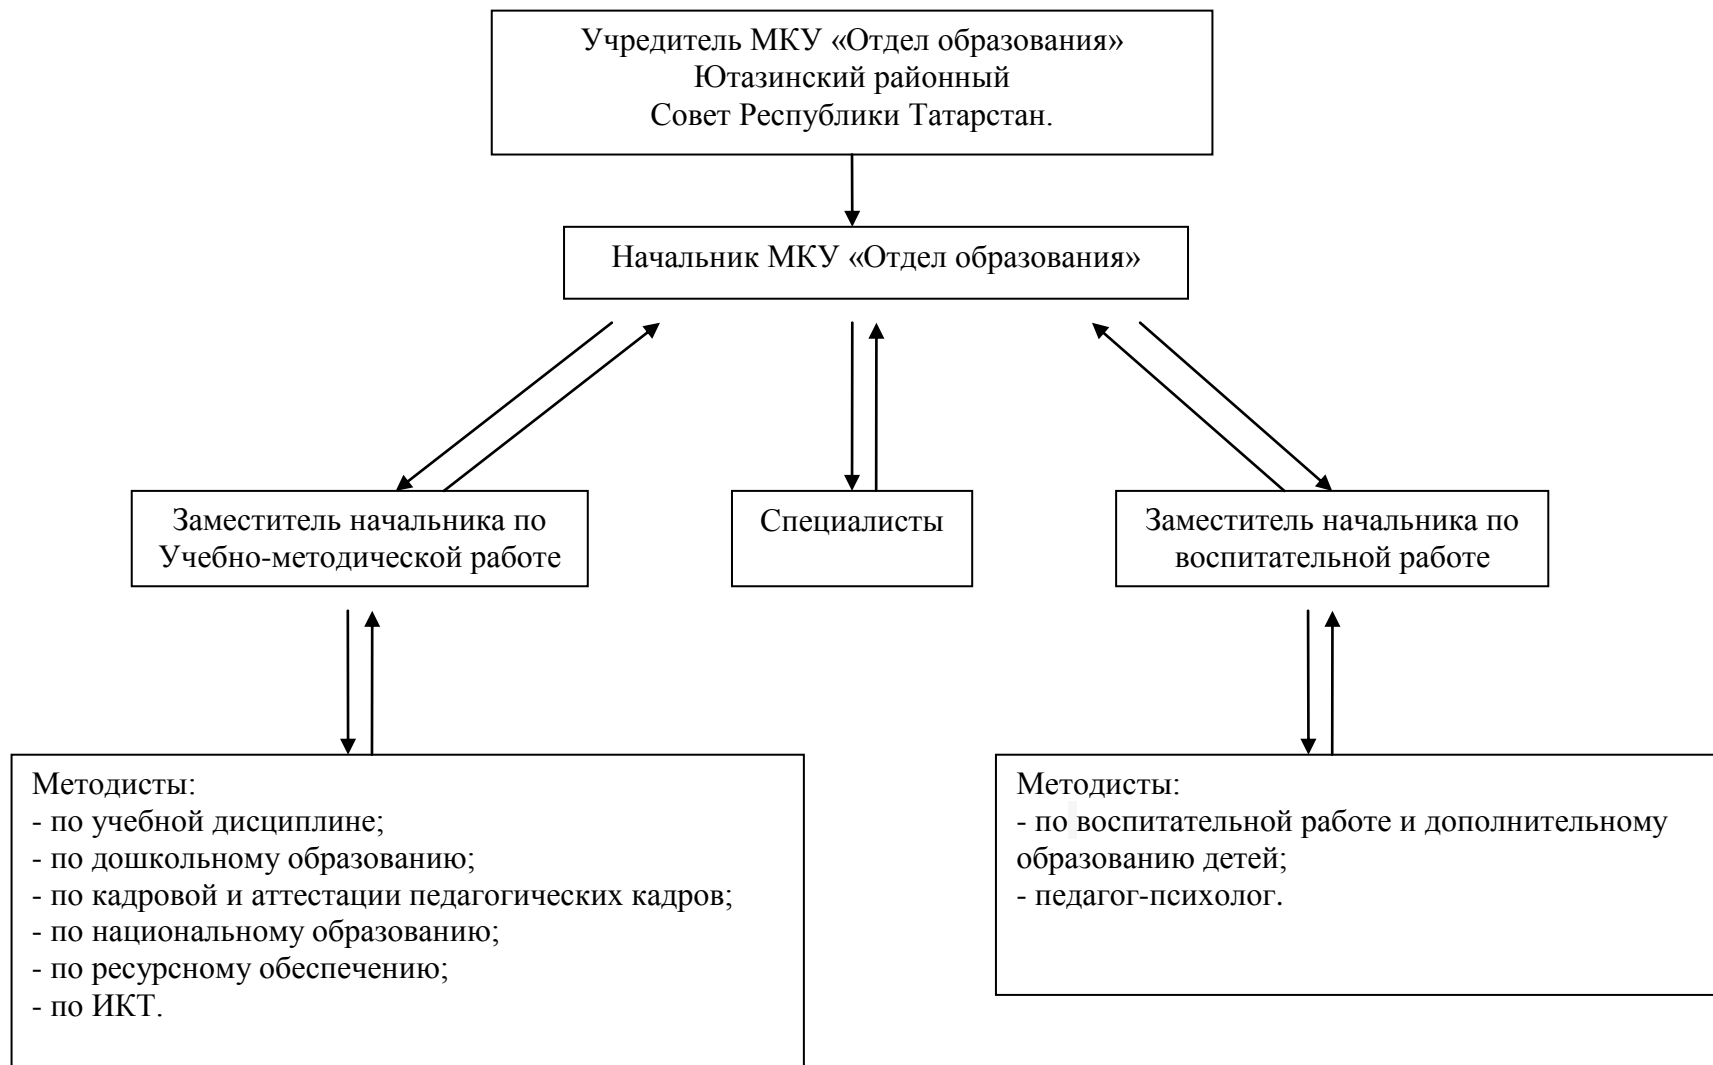 Учредитель МКУ «Отдел образования»
Ютазинский районный
Совет Республики Татарстан.
Начальник МКУ «Отдел образования»
Заместитель начальника по
Учебно-методической работе
Специалисты
Заместитель начальника по
воспитательной работе
Методисты:
- по учебной дисциплине;
- по дошкольному образованию;
- по кадровой и аттестации педагогических кадров;
- по национальному образованию;
- по ресурсному обеспечению;
- по ИКТ.
Методисты:
- по воспитательной работе и дополнительному
образованию детей;
- педагог-психолог.